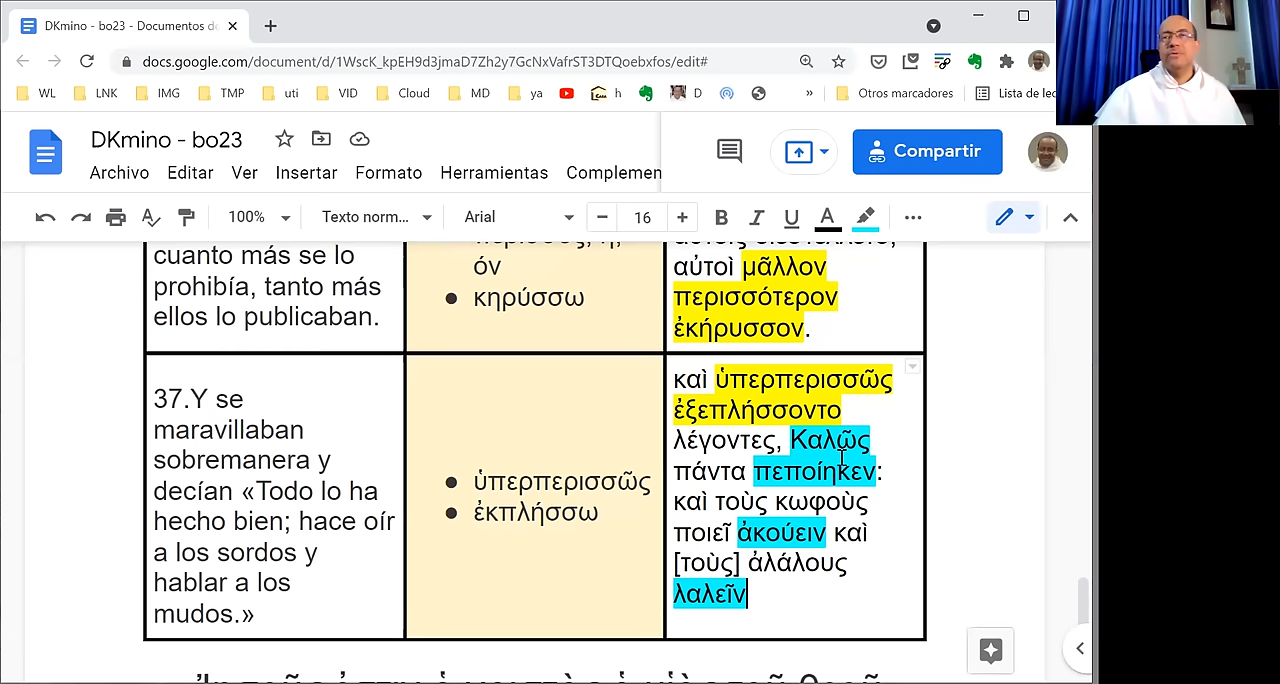 DKmino - bo23 - Documentos de
docs.google.com/document/d/1WscK_kpEH9d3jmaD7Zh2y7GcNxVafrST3DTQoebxfos/edit#
WL LNK IMG TMP uti VID Cloud MD ya h D » Otros marcadores Lista de lec
DKmino - bo23
Archivo Editar Ver Insertar Formato Herramientas Complemen
Compartir
100% Texto norm... Arial 16 B I U A
cuanto más se lo
prohibía, tanto más
ellos lo publicaban.
όν
κηρύσσω
αὐτοὶ μᾶλλον
περισσότερον
ἐκήρυσσον.
37.Y se
maravillaban
sobremanera y
decían «Todo lo ha
hecho bien; hace oír
a los sordos y
hablar a los
mudos.»
ὑπερπερισσῶς
ἐκπλήσσω
καὶ ὑπερπερισσῶς
ἐξεπλήσσοντο
λέγοντες, Καλῶς
πάντα πεποίηκεν:
καὶ τοὺς κωφοὺς
ποιεῖ ἀκούειν καὶ
[τοὺς] ἀλάλους
λαλεῖν